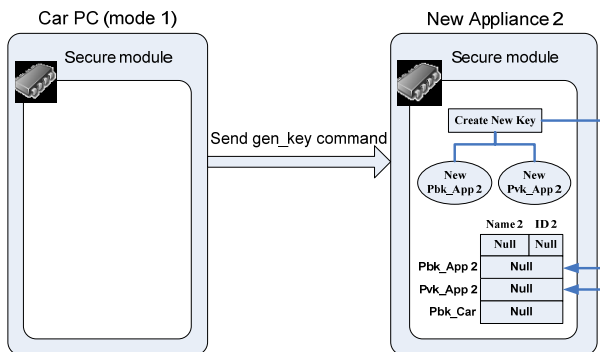 Car PC (mode 1)
New Appliance 2
Secure module
Secure module
Create New Key
Send gen_key command
New
Pbk_App 2
New
Pvk_App 2
Name 2 ID 2
Null Null
Pbk_App 2 Null
Pvk_App 2 Null
Pbk_Car Null